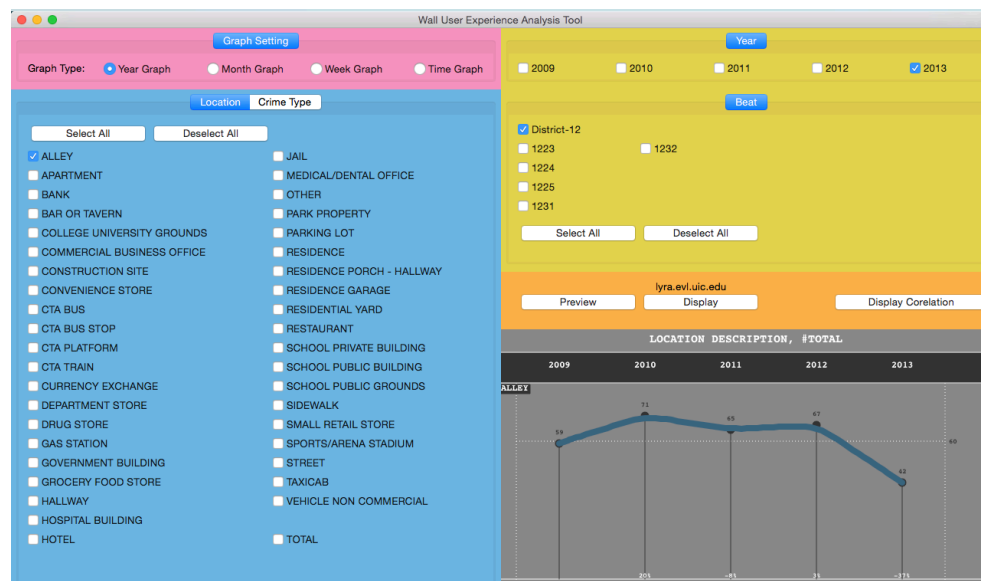 Wall User Experience Analysis Tool
Graph Setting
Graph Type: Year Graph Month Graph Week Graph Time Graph
Year
2009 2010 2011 2012 2013
Location Crime Type
Select All Deselect All
ALLEY
APARTMENT
BANK
BAR OR TAVERN
COLLEGE UNIVERSITY GROUNDS
COMMERCIAL BUSINESS OFFICE
CONSTRUCTION SITE
CONVENIENCE STORE
CTA BUS
CTA BUS STOP
CTA PLATFORM
CTA TRAIN
CURRENCY EXCHANGE
DEPARTMENT STORE
DRUG STORE
GAS STATION
GOVERNMENT BUILDING
GROCERY FOOD STORE
HALLWAY
HOSPITAL BUILDING
HOTEL
JAIL
MEDICAL/DENTAL OFFICE
OTHER
PARK PROPERTY
PARKING LOT
RESIDENCE
RESIDENCE PORCH - HALLWAY
RESIDENCE GARAGE
RESIDENTIAL YARD
RESTAURANT
SCHOOL PRIVATE BUILDING
SCHOOL PUBLIC BUILDING
SCHOOL PUBLIC GROUNDS
SIDEWALK
SMALL RETAIL STORE
SPORTS/ARENA STADIUM
STREET
TAXICAB
VEHICLE NON COMMERCIAL
TOTAL
Beat
District-12
1223 1232
1224
1225
1231
Select All Deselect All
lyra.evl.uic.edu
Preview Display Display Corelation
LOCATION DESCRIPTION, #TOTAL
2009 2010 2011 2012 2013
ALLEY
71
65
67
60
42